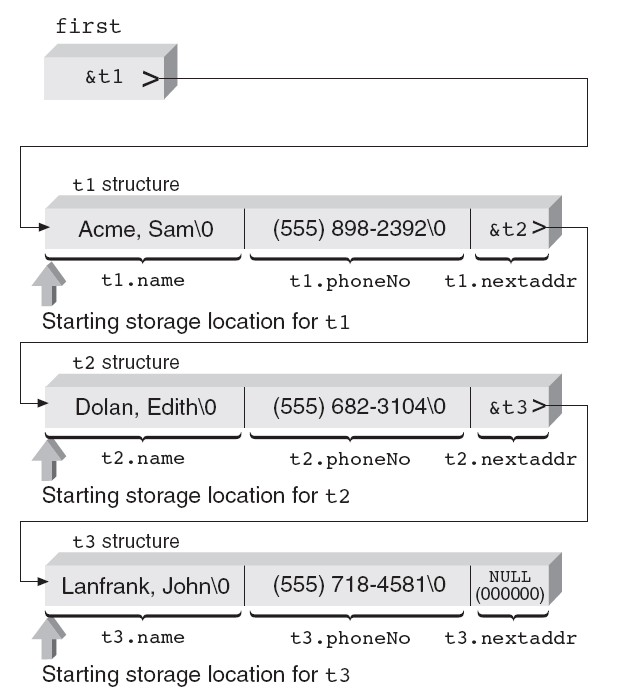 first
&t1 >
t1 structure
Acme, Sam\0 (555) 898-2392\0 &t2 >
t1.name t1.phoneNo t1.nextaddr
Starting storage location for t1
t2 structure
Dolan, Edith\0 (555) 682-3104\0 &t3 >
t2.name t2.phoneNo t2.nextaddr
Starting storage location for t2
t3 structure
Lanfrank, John\0 (555) 718-4581\0 NULL
(000000)
t3.name t3.phoneNo t3.nextaddr
Starting storage location for t3